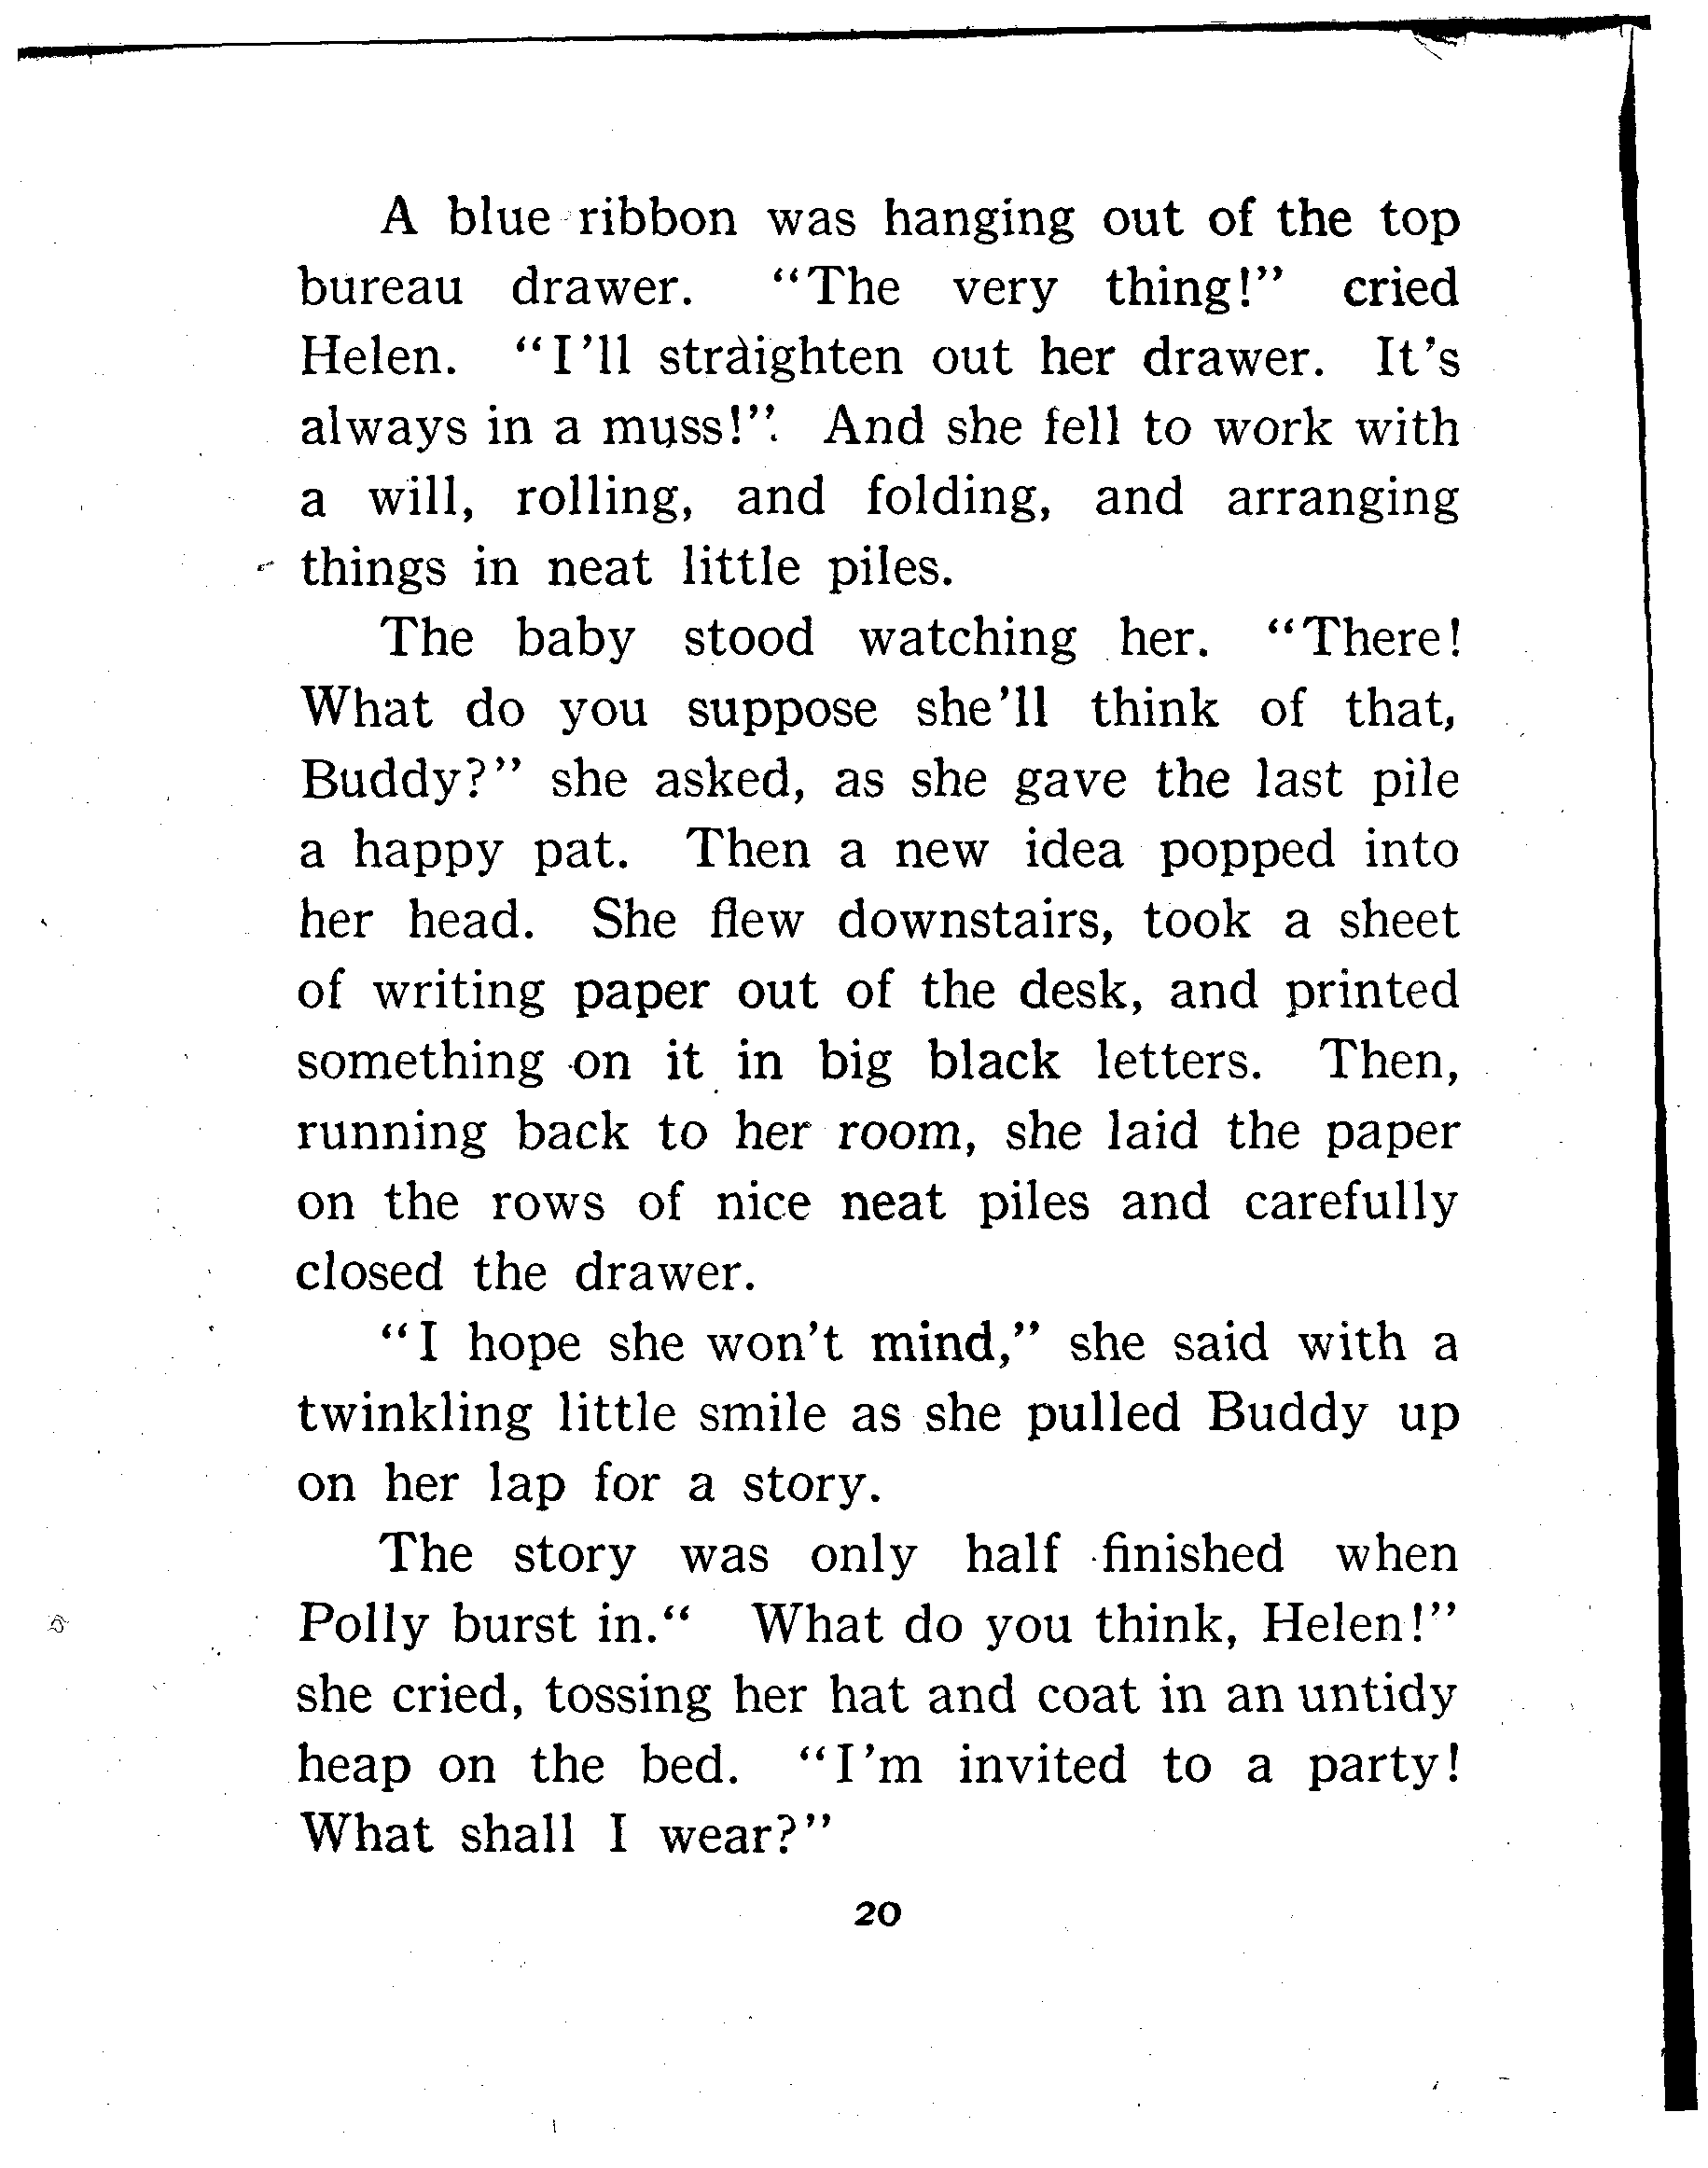 A blue ribbon was hanging out of the top
bureau drawer. "The very thing!" cried
Helen. "I'll straighten out her drawer. It's
always in a muss!" And she fell to work with
a will, rolling, and folding, and arranging
things in neat little piles.
The baby stood watching her. "There!
What do you suppose she'll think of that,
Buddy?" she asked, as she gave the last pile
a happy pat. Then a new idea popped into
her head. She flew downstairs, took a sheet
of writing paper out of the desk, and printed
something on it in big black letters. Then,
running back to her room, she laid the paper
on the rows of nice neat piles and carefully
closed the drawer.
"I hope she won't mind," she said with a
twinkling little smile as she pulled Buddy up
on her lap for a story.
The story was only half finished when
Polly burst in.“ What do you think, Helen!"
she cried, tossing her hat and coat in an untidy
heap on the bed. "I'm invited to a party!
What shall I wear?"
20